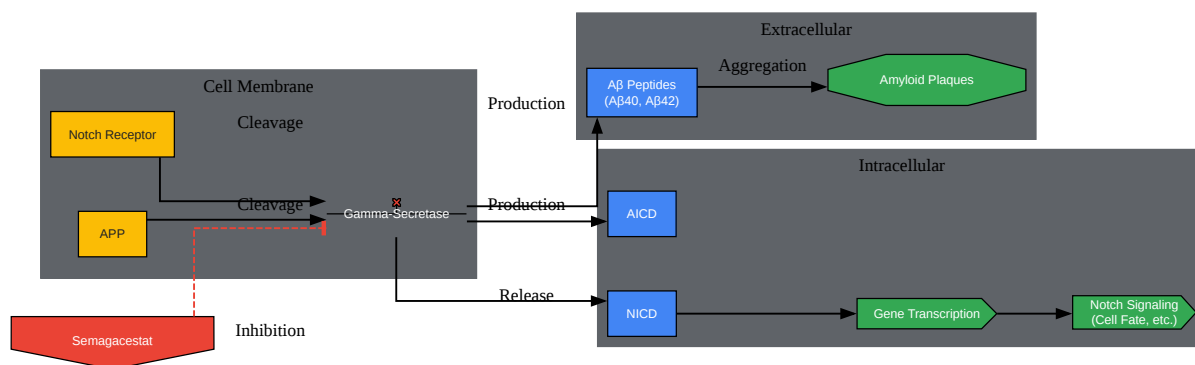 Extracellular
Aggregation
Aβ Peptides
(Aβ40, Aβ42)
Amyloid Plaques
Cell Membrane
Production
Cleavage
Notch Receptor
Intracellular
Cleavage
Production
Gamma-Secretase
AICD
APP
Release
NICD
Gene Transcription
Notch Signaling
(Cell Fate, etc.)
Inhibition
Semagacestat